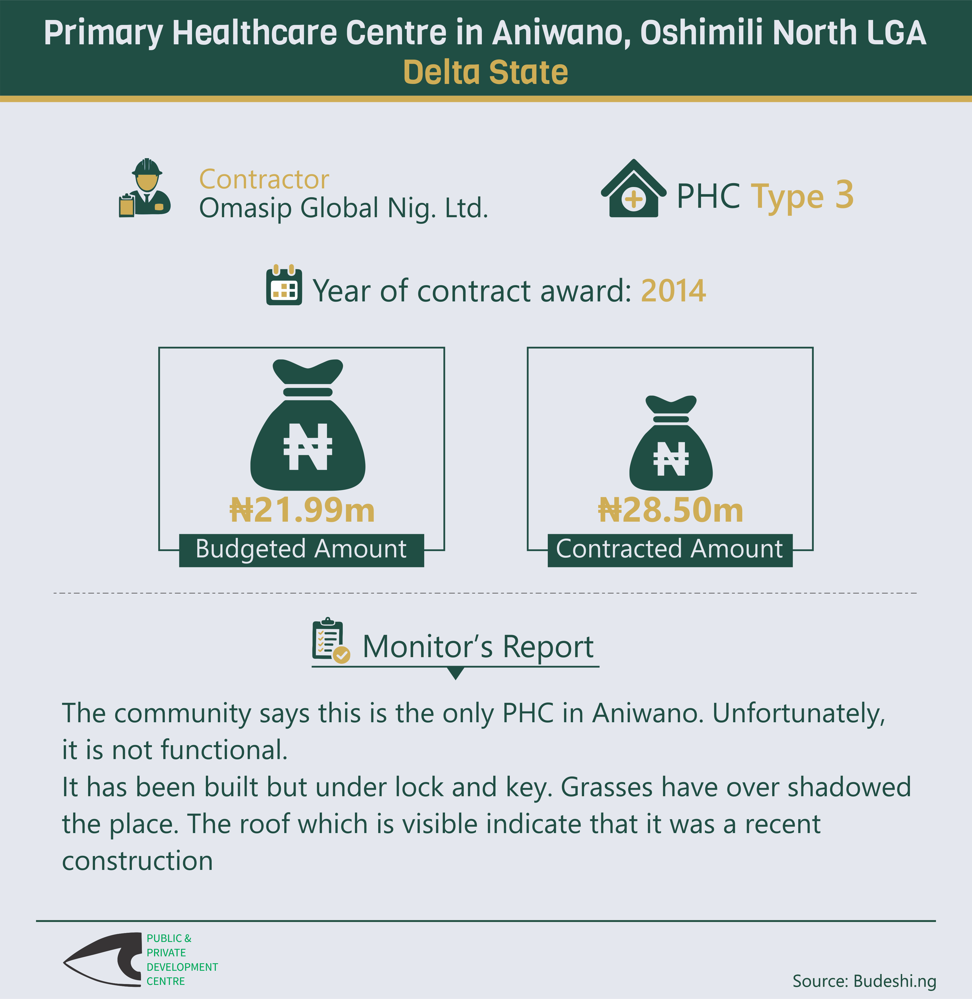 Primary Healthcare Centre in Aniwano, Oshimili North LGA
Delta State
Contractor
Omasip Global Nig. Ltd.
PHC Type 3
Year of contract award: 2014
₦
₦21.99m
Budgeted Amount
₦
₦28.50m
Contracted Amount
Monitor‘s Report
The community says this is the only PHC in Aniwano. Unfortunately,
it is not functional.
It has been built but under lock and key. Grasses have over shadowed
the place. The roof which is visible indicate that it was a recent
construction
PUBLIC &
PRIVATE
DEVELOPMENT
CENTRE
Source: Budeshi.ng